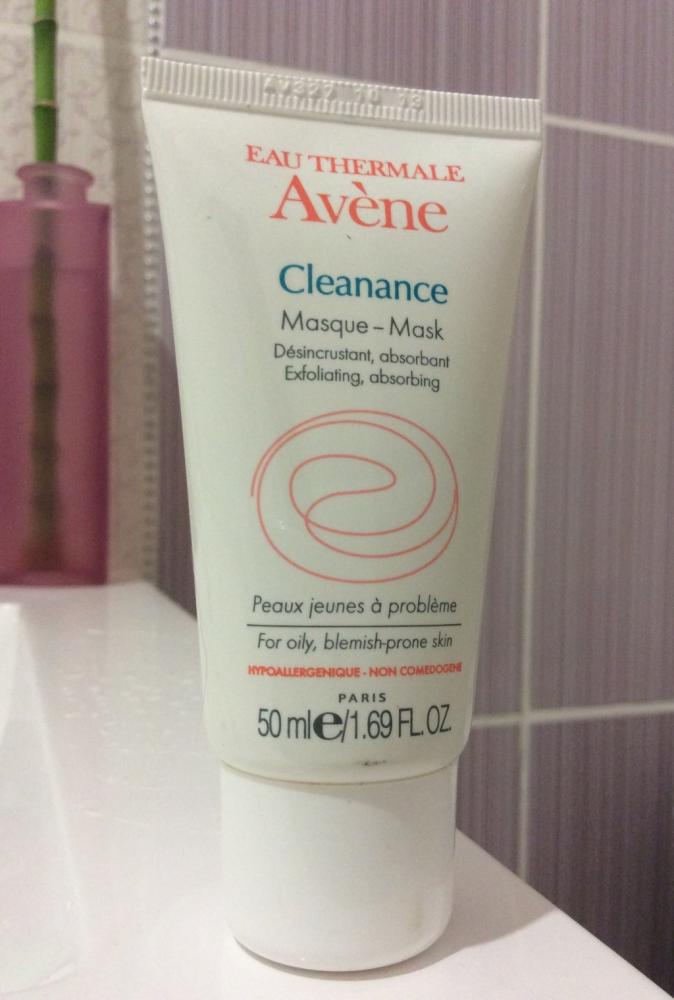 EAU THERMALE
Avène
Cleanance
Masque – Mask
Désincrustant, absorbant
Exfoliating, absorbing
Peaux jeunes à problème
For oily, blemish-prone skin
HYPOALLERGENIQUE - NON COMEDOGENE
PARIS
50 ml e/1.69 FL. OZ.